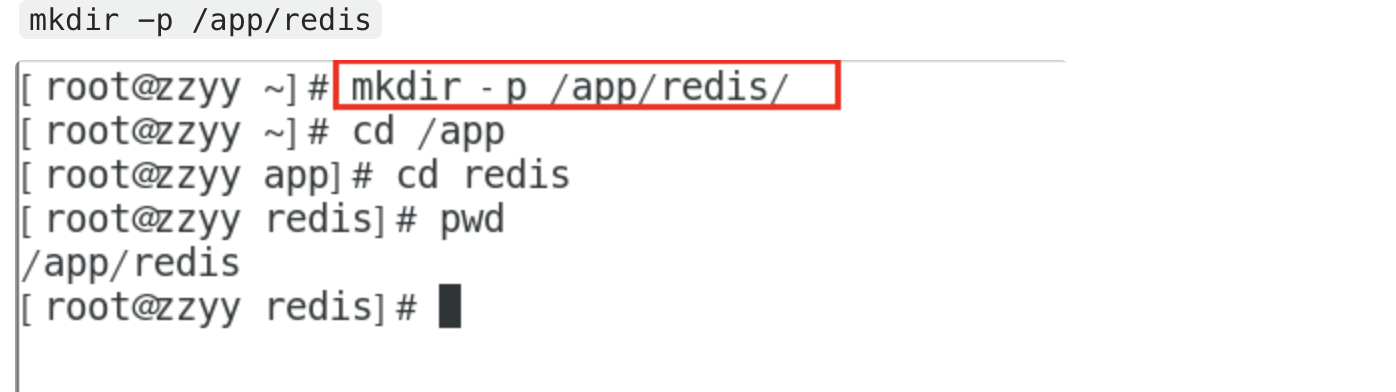 mkdir -p /app/redis
[root@zzyy ~]# mkdir -p /app/redis/
[root@zzyy ~]# cd /app
[root@zzyy app]# cd redis
[root@zzyy redis]# pwd
/app/redis
[root@zzyy redis]#